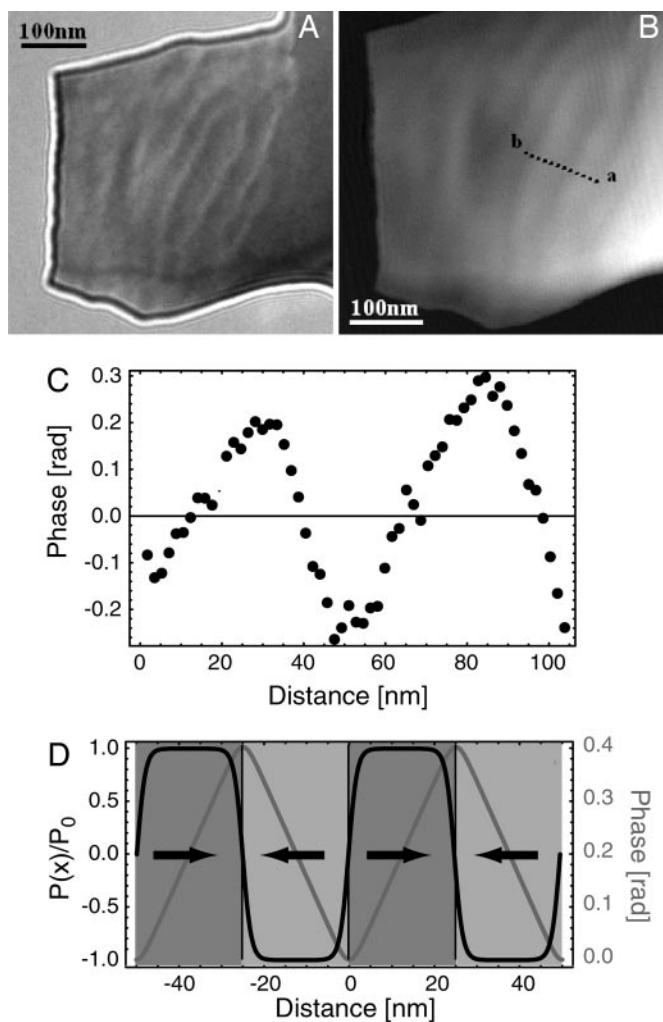 100nm
A
B
b
a
100nm
C
Phase [rad]
0.3
0.2
0.1
0.0
-0.1
-0.2
0 20 40 60 80 100
Distance [nm]
D
P(x)/P0
1.0
0.5
0.0
-0.5
-1.0
0.4
0.3
0.2
0.1
0.0
Phase [rad]
-40 -20 0 20 40
Distance [nm]